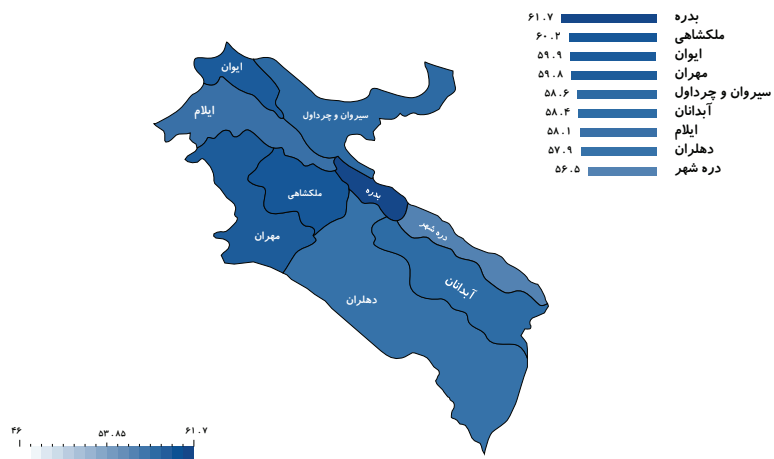 بدره ۶۱.۷
ملکشاهی ۶۰.۲
ایوان ۵۹.۹
مهران ۵۹.۸
سیروان و چرداول ۵۸.۶
آبدانان ۵۸.۴
ایلام ۵۸.۱
دهلران ۵۷.۹
دره شهر ۵۶.۵
ایوان
ایلام
سیروان و چرداول
ملکشاهی
بدره
مهران
دره شهر
آبدانان
دهلران
۴۶ ۵۳.۸۵ ۶۱.۷